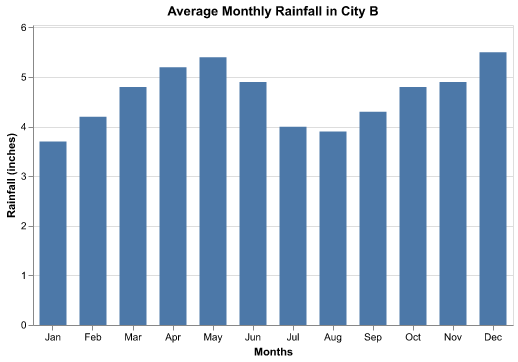 Average Monthly Rainfall in City B
6
5
4
3
2
1
0
Rainfall (inches)
Jan Feb Mar Apr May Jun Jul Aug Sep Oct Nov Dec
Months